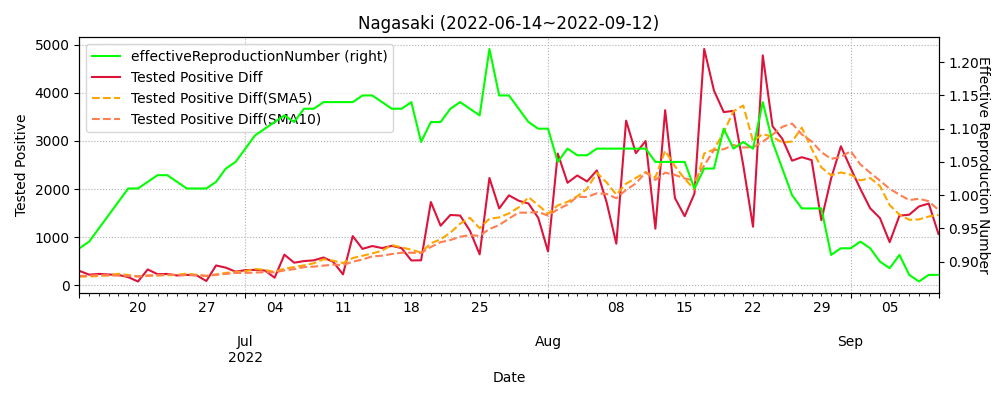 Nagasaki (2022-06-14~2022-09-12)
effectiveReproductionNumber (right)
Tested Positive Diff
Tested Positive Diff(SMA5)
Tested Positive Diff(SMA10)
5000
4000
3000
2000
1000
0
Tested Positive
1.20
1.15
1.10
1.05
1.00
0.95
0.90
Effective Reproduction Number
20 27 04 11 18 25 08 15 22 29 05
Jul Aug Sep
2022
Date